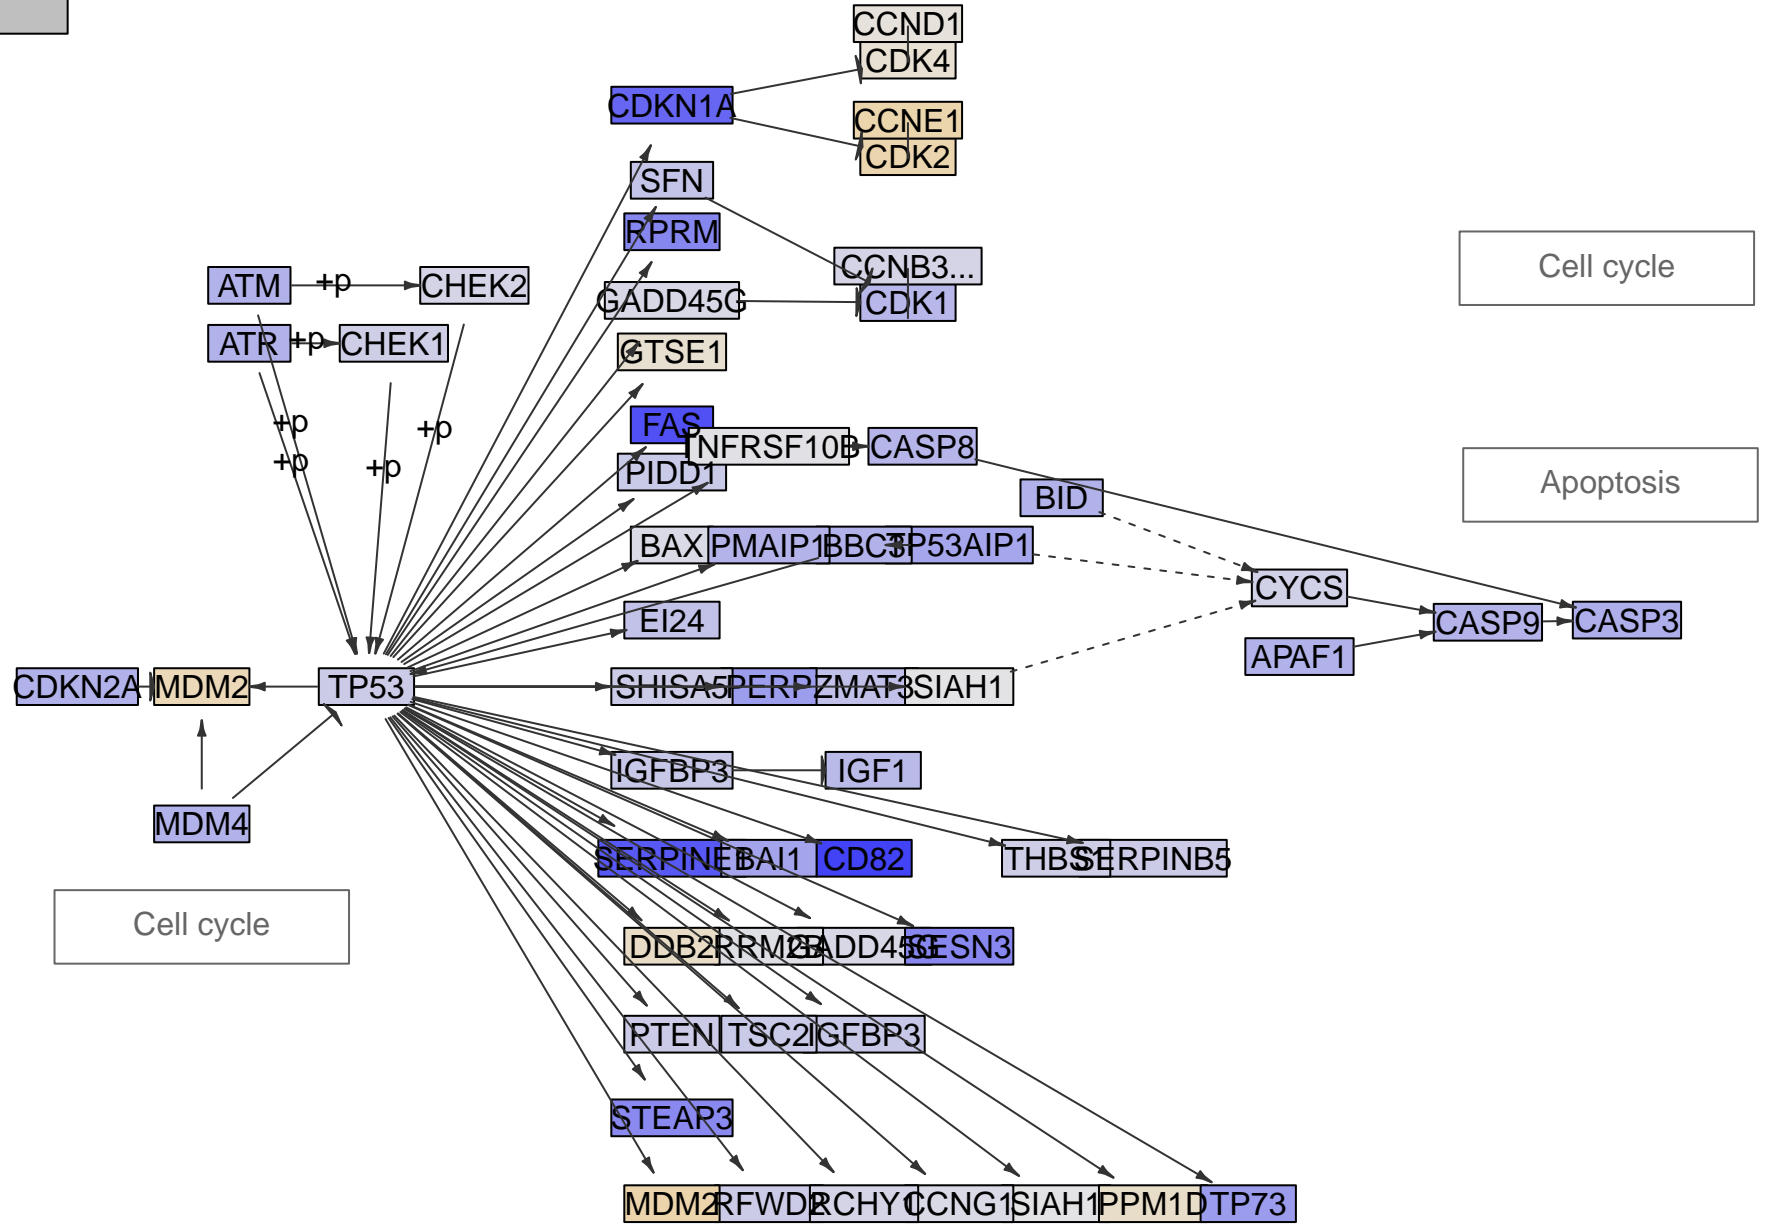 CCND1
CDK4
CDKN1A
CCNE1
CDK2
SFN
RPRM
CCNB3...
Cell cycle
ATM
+p
CHEK2
GADD45G
CDK1
ATR
+p
CHEK1
GTSE1
+p
+p
FAS
TNFRSF10B
CASP8
+p
+p
PIDD1
Apoptosis
BID
BAX
PMAIP1
BBC3
TP53AIP1
CYCS
EI24
CASP9
CASP3
APAF1
CDKN2A
MDM2
TP53
SHISA5
PERP
ZMAT3
SIAH1
IGFBP3
IGF1
MDM4
SERPINE1
BAI1
CD82
THBS1
SERPINB5
Cell cycle
DDB2
RRM2B
GADD45G
SESN3
PTEN
TSC2
IGFBP3
STEAP3
MDM2
RFWD2
RCHY1
CCNG1
SIAH1
PPM1D
TP73